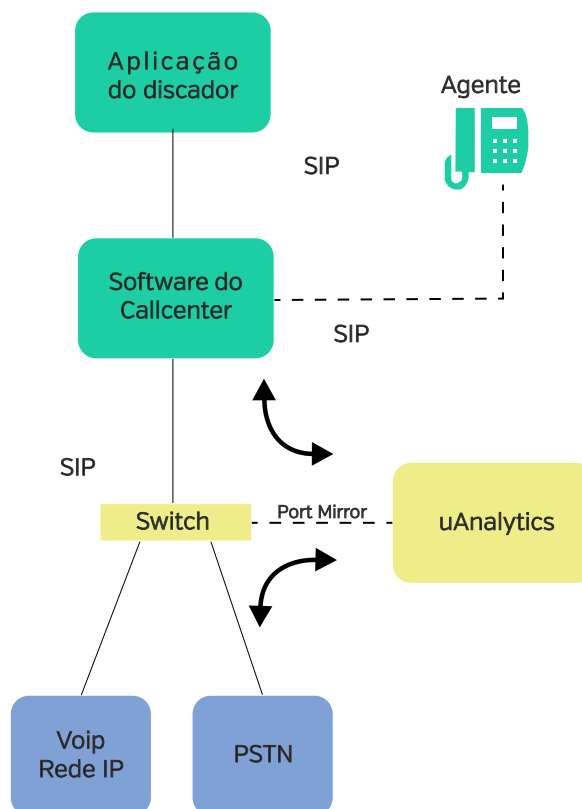 Aplicação
do discador
Agente
SIP
Software do
Callcenter
SIP
SIP
Switch
Port Mirror
uAnalytics
Voip
Rede IP
PSTN